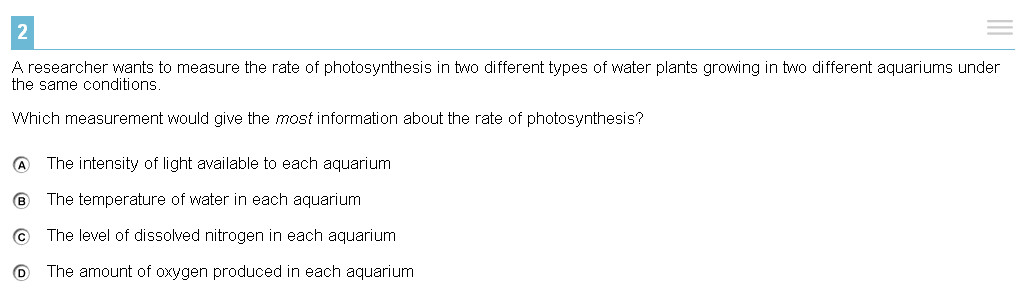 2
A researcher wants to measure the rate of photosynthesis in two different types of water plants growing in two different aquariums under
the same conditions.
Which measurement would give the most information about the rate of photosynthesis?
A The intensity of light available to each aquarium
B The temperature of water in each aquarium
C The level of dissolved nitrogen in each aquarium
D The amount of oxygen produced in each aquarium